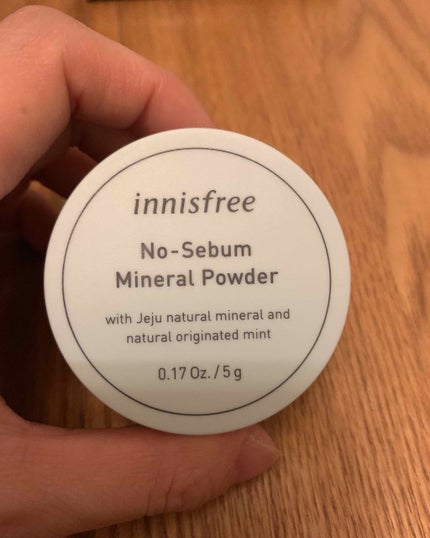 innisfree
No-Sebum
Mineral Powder
with Jeju natural mineral and
natural originated mint
0.17 Oz. / 5 g